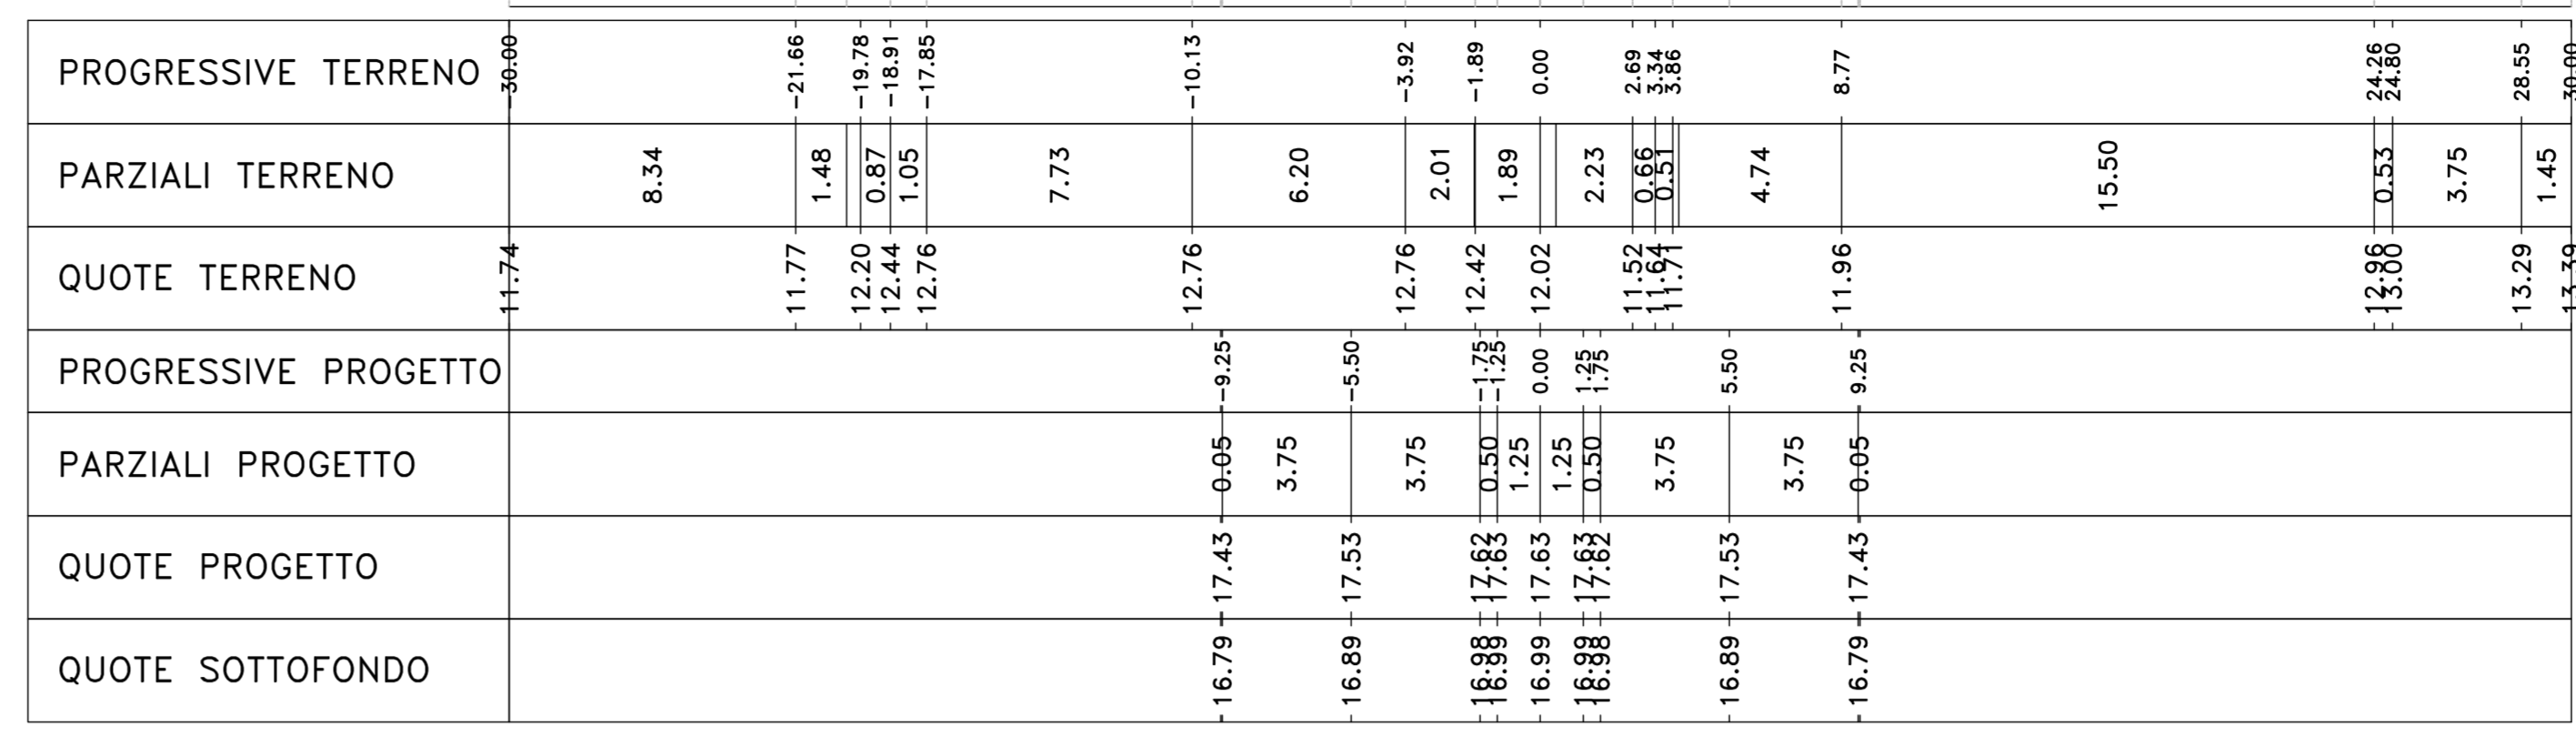 PROGRESSIVE TERRENO -30.00 -21.66 -19.78 -18.91 -17.85 -10.13 -3.92 -1.89 0.00 2.69 3.34 3.86 8.77 24.26 24.80 28.55 30.00
PARZIALI TERRENO 8.34 1.48 0.87 1.05 7.73 6.20 2.01 1.89 2.23 0.66 0.51 4.74 15.50 0.53 3.75 1.45
QUOTE TERRENO 11.74 11.77 12.20 12.44 12.76 12.76 12.76 12.42 12.02 11.52 11.64 11.71 11.96 12.96 13.00 13.29 13.39
PROGRESSIVE PROGETTO -9.25 -5.50 -1.75 -1.25 0.00 1.25 1.75 5.50 9.25
PARZIALI PROGETTO 0.05 3.75 3.75 0.50 1.25 1.25 0.50 3.75 3.75 0.05
QUOTE PROGETTO 17.43 17.53 17.62 17.63 17.63 17.63 17.62 17.53 17.43
QUOTE SOTTOFONDO 16.79 16.89 16.98 16.99 16.99 16.99 16.98 16.89 16.79